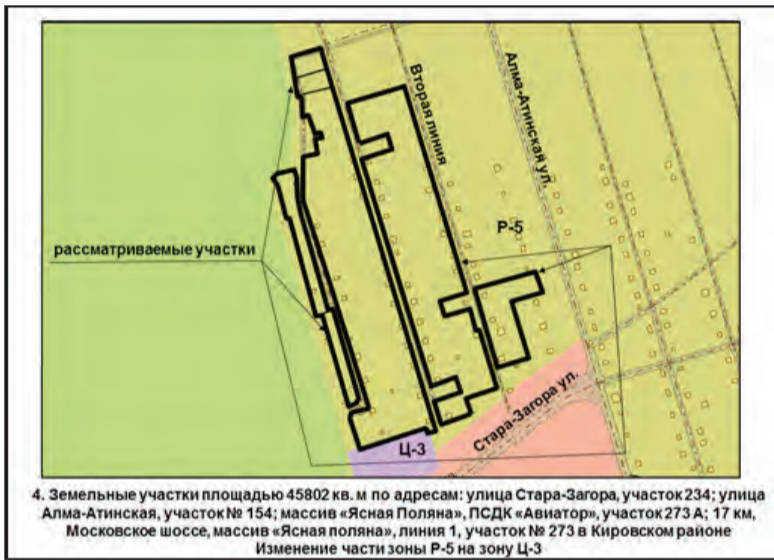 Вторая линия
Алма-Атинская ул.
Р-5
рассматриваемые участки
Стара-Загора ул.
Ц-3
4. Земельные участки площадью 45802 кв. м по адресам: улица Стара-Загора, участок 234; улица
Алма-Атинская, участок № 154; массив «Ясная Поляна», ПСДК «Авиатор», участок 273 А; 17 км,
Московское шоссе, массив «Ясная поляна», линия 1, участок № 273 в Кировском районе
Изменение части зоны Р-5 на зону Ц-3